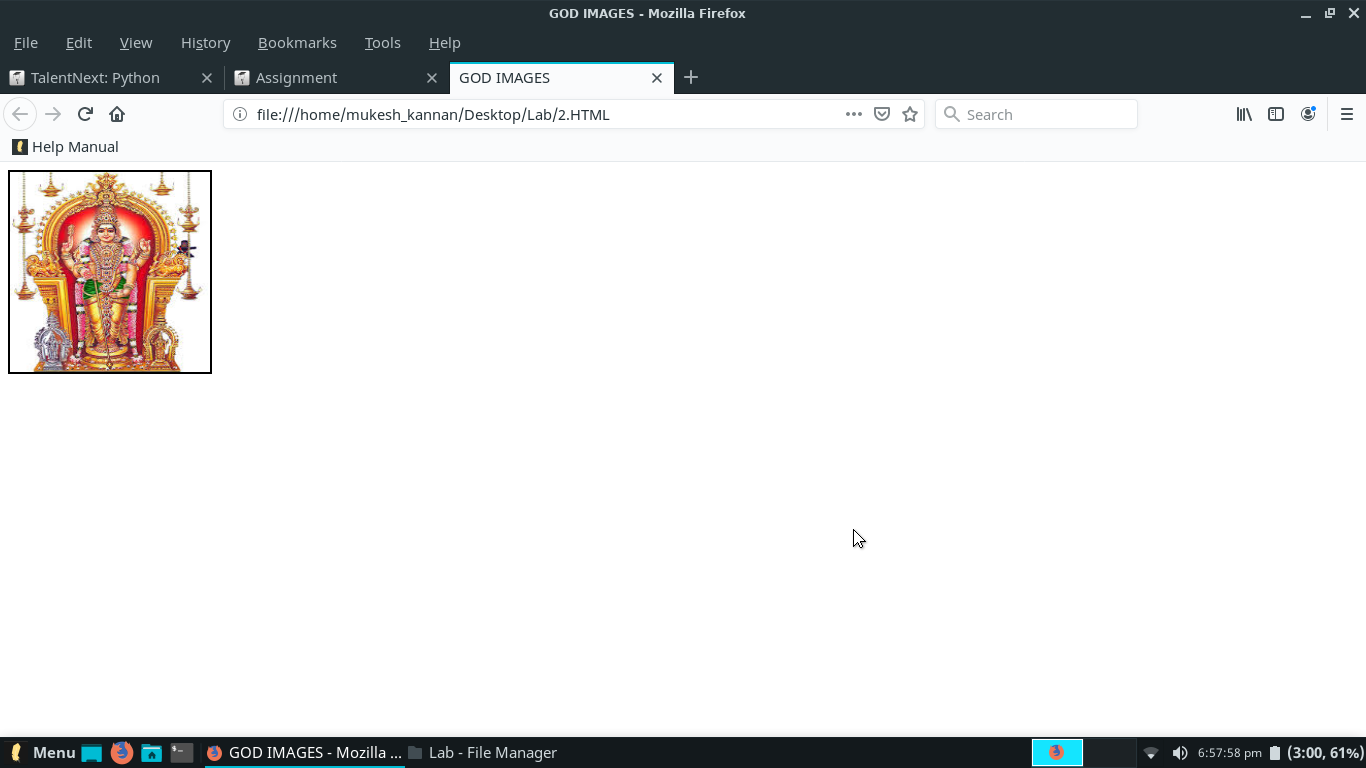 GOD IMAGES - Mozilla Firefox
File Edit View History Bookmarks Tools Help
TalentNext: Python Assignment GOD IMAGES
file:///home/mukesh_kannan/Desktop/Lab/2.HTML Search
Help Manual
Menu GOD IMAGES - Mozilla ... Lab - File Manager 6:57:58 pm (3:00, 61%)